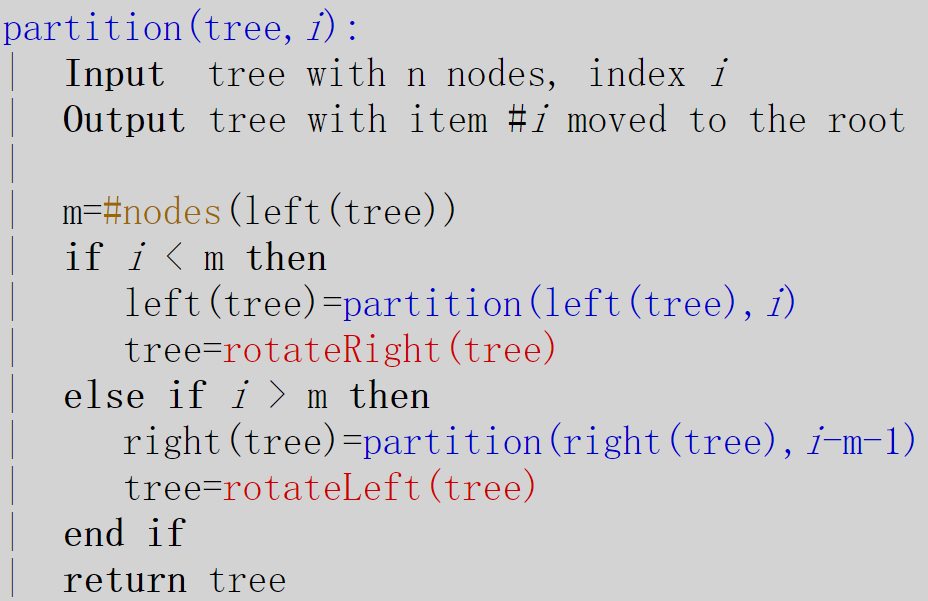 partition(tree,i):
Input tree with n nodes, index i
Output tree with item #i moved to the root
m=#nodes(left(tree))
if i < m then
left(tree)=partition(left(tree),i)
tree=rotateRight(tree)
else if i > m then
right(tree)=partition(right(tree),i-m-1)
tree=rotateLeft(tree)
end if
return tree